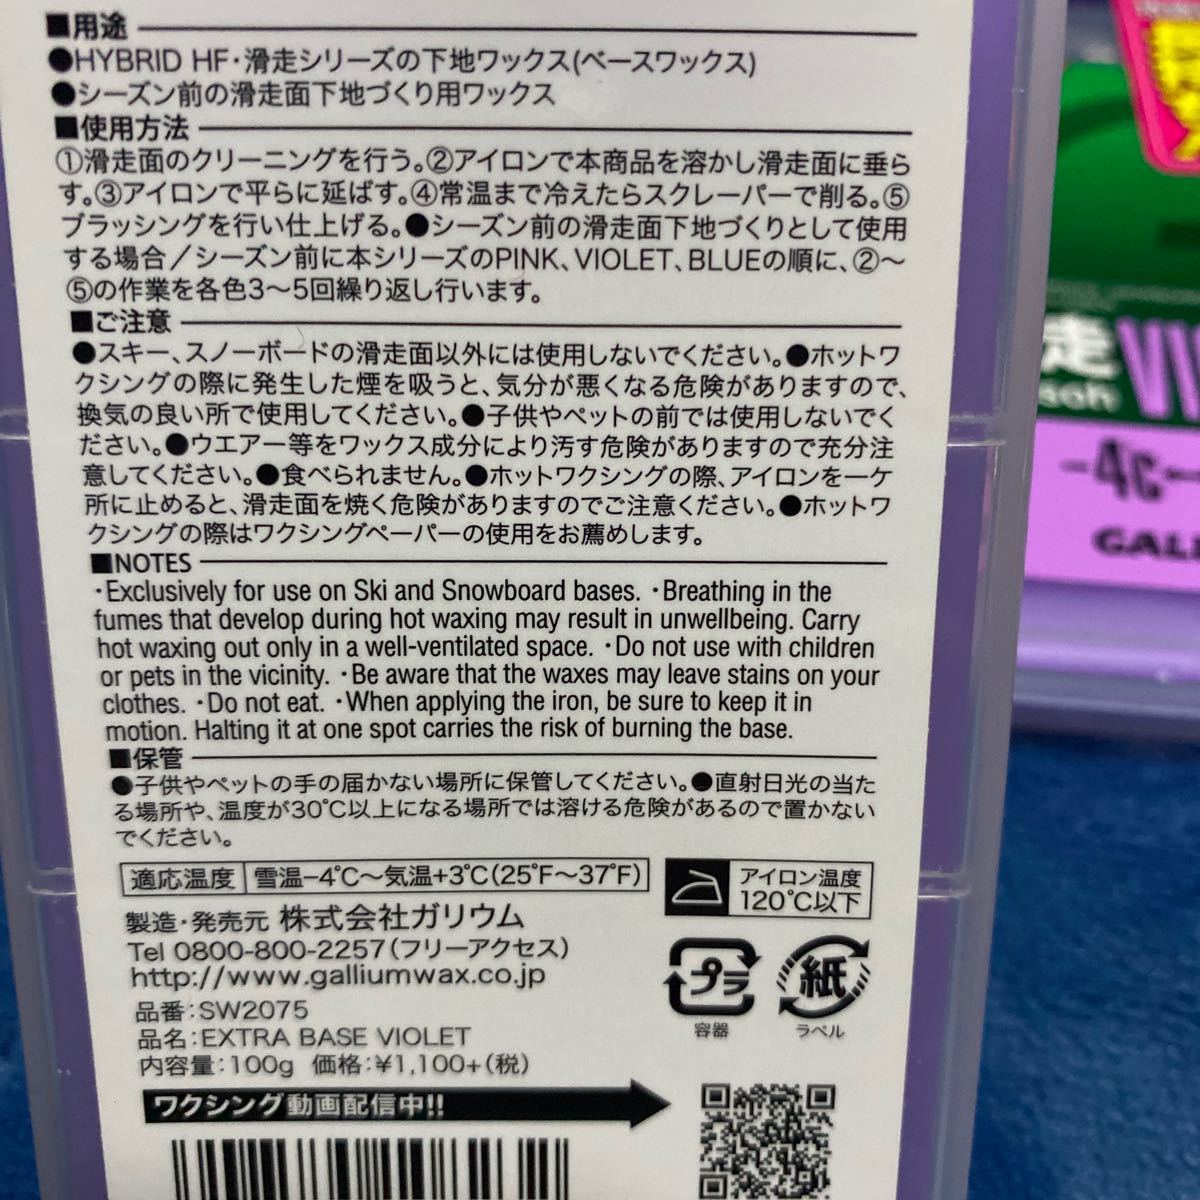 ■用途
●HYBRID HF・滑走シリーズの下地ワックス(ベースワックス)
●シーズン前の滑走面下地づくり用ワックス
■使用方法
①滑走面のクリーニングを行う。②アイロンで本商品を溶かし滑走面に垂ら
す。③アイロンで平らに延ばす。④常温まで冷えたらスクレーパーで削る。⑤
ブラッシングを行い仕上げる。●シーズン前の滑走面下地づくりとして使用
する場合/シーズン前に本シリーズのPINK、VIOLET、BLUEの順に、②〜
⑤の作業を各色3〜5回繰り返し行います。
■ご注意
●スキー、スノーボードの滑走面以外には使用しないでください。●ホットワ
クシングの際に発生した煙を吸うと、気分が悪くなる危険がありますので、
換気の良い所で使用してください。●子供やペットの前では使用しないでく
ださい。●ウエアー等をワックス成分により汚す危険がありますので充分注
意してください。●食べられません。●ホットワクシングの際、アイロンを一ケ
所に止めると、滑走面を焼く危険がありますのでご注意ください。●ホットワ
クシングの際はワクシングペーパーの使用をお薦めします。
■NOTES
・Exclusively for use on Ski and Snowboard bases. ・Breathing in the
fumes that develop during hot waxing may result in unwellbeing. Carry
hot waxing out only in a well-ventilated space. ・Do not use with children
or pets in the vicinity. ・Be aware that the waxes may leave stains on your
clothes. ・Do not eat. ・When applying the iron, be sure to keep it in
motion. Halting it at one spot carries the risk of burning the base.
■保管
●子供やペットの手の届かない場所に保管してください。●直射日光の当た
る場所や、温度が30℃以上になる場所では溶ける危険があるので置かない
でください。
適応温度 雪温−4℃〜気温+3℃(25°F〜37°F)
アイロン温度
120℃以下
製造・発売元 株式会社ガリウム
Tel 0800-800-2257(フリーアクセス)
http://www.galliumwax.co.jp
品番:SW2075
品名:EXTRA BASE VIOLET
内容量:100g 価格:¥1,100+(税)
プラ
容器
紙
ラベル
ワクシング動画配信中!!
走VI
-4℃
GALL